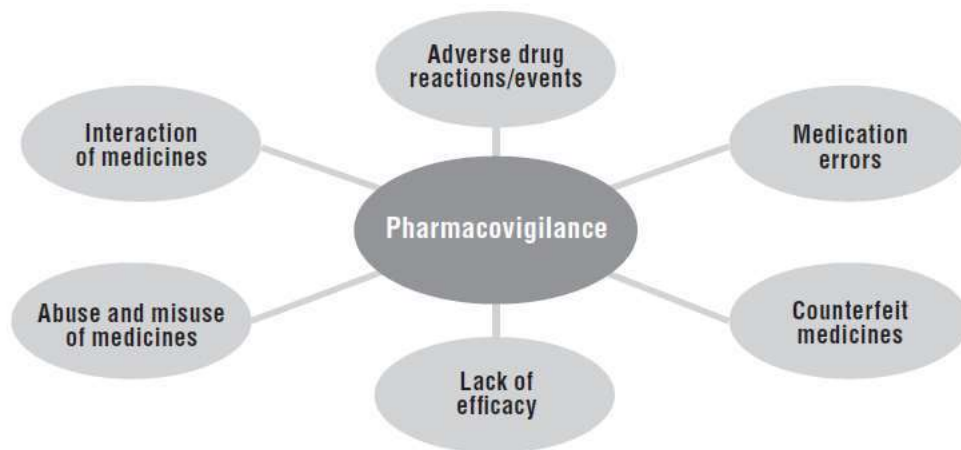 Adverse drug
reactions/events
Interaction
of medicines
Medication
errors
Pharmacovigilance
Abuse and misuse
of medicines
Counterfeit
medicines
Lack of
efficacy